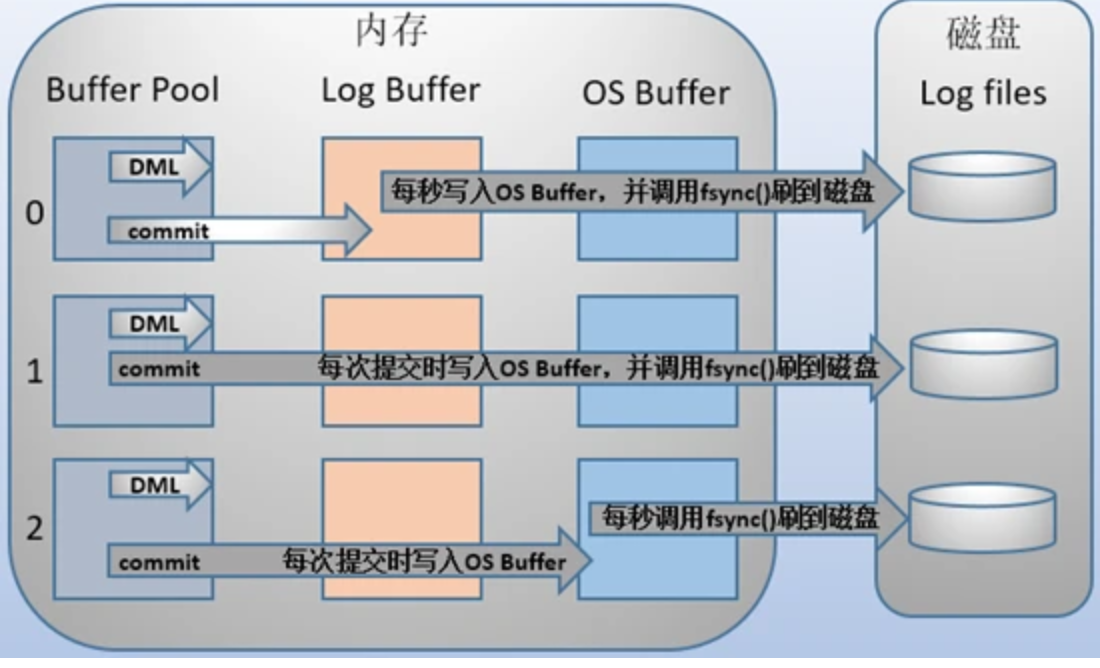 内存
磁盘
Buffer Pool
Log Buffer
OS Buffer
Log files
0
DML
commit
每秒写入OS Buffer，并调用fsync()刷到磁盘
1
DML
commit
每次提交时写入OS Buffer，并调用fsync()刷到磁盘
2
DML
每秒调用fsync()刷到磁盘
commit
每次提交时写入OS Buffer